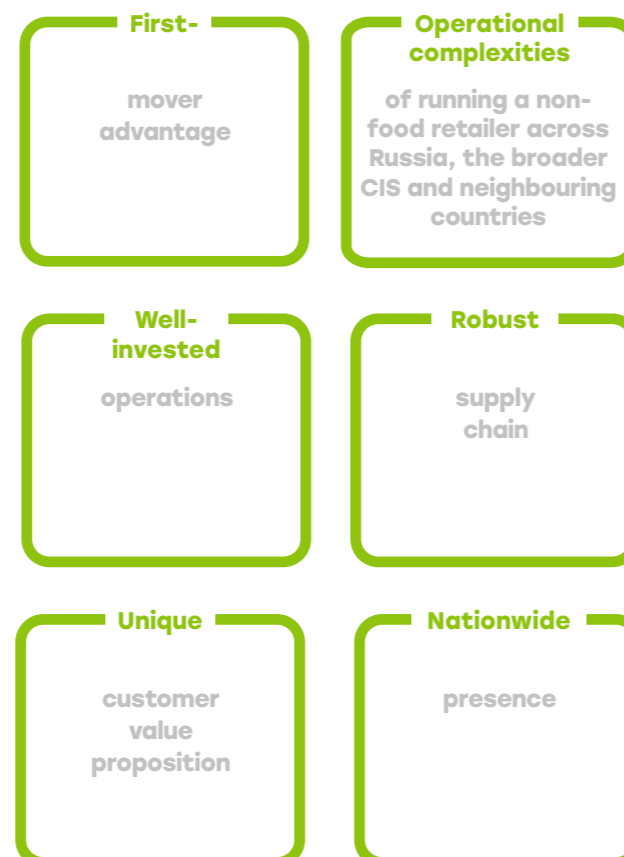 First-
mover
advantage
Operational
complexities
of running a non-
food retailer across
Russia, the broader
CIS and neighbouring
countries
Well-
invested
operations
Robust
supply
chain
Unique
customer
value
proposition
Nationwide
presence